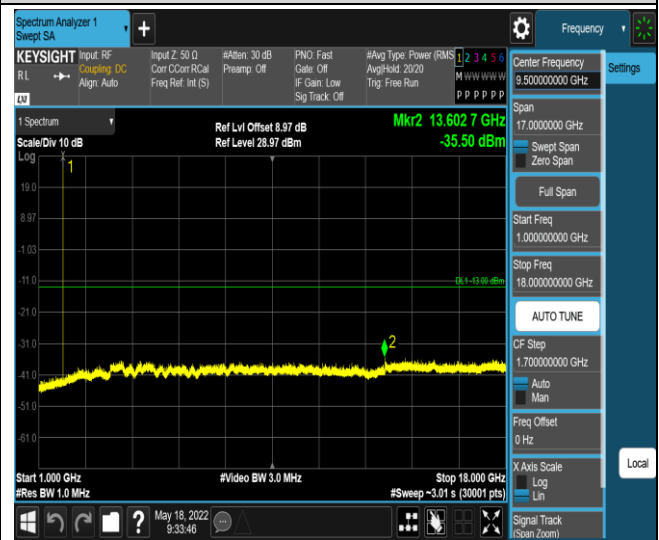 Spectrum Analyzer 1
Swept SA
+
Frequency
KEYSIGHT
RL
LXI
Input: RF
Coupling: DC
Align: Auto
Input Z: 50 Ω
Corr CCorr RCal
Freq Ref: Int (S)
#Atten: 30 dB
Preamp: Off
PNO: Fast
Gate: Off
IF Gain: Low
Sig Track: Off
#Avg Type: Power (RMS
Avg|Hold: 20/20
Trig: Free Run
1 2 3 4 5 6
M W W W W W
P P P P P P
1 Spectrum
Scale/Div 10 dB
Log
Ref Lvl Offset 8.97 dB
Ref Level 28.97 dBm
Mkr2 13.602 7 GHz
-35.50 dBm
1
19.0
8.97
-1.03
-11.0
DL1 -13.00 dBm
-21.0
-31.0
2
-41.0
-51.0
-61.0
Start 1.000 GHz
#Res BW 1.0 MHz
#Video BW 3.0 MHz
Stop 18.000 GHz
#Sweep ~3.01 s (30001 pts)
?
May 18, 2022
9:33:46
Center Frequency
9.500000000 GHz
Settings
Span
17.0000000 GHz
Swept Span
Zero Span
Full Span
Start Freq
1.000000000 GHz
Stop Freq
18.000000000 GHz
AUTO TUNE
CF Step
1.700000000 GHz
Auto
Man
Freq Offset
0 Hz
X Axis Scale
Log
Lin
Local
Signal Track
(Span Zoom)